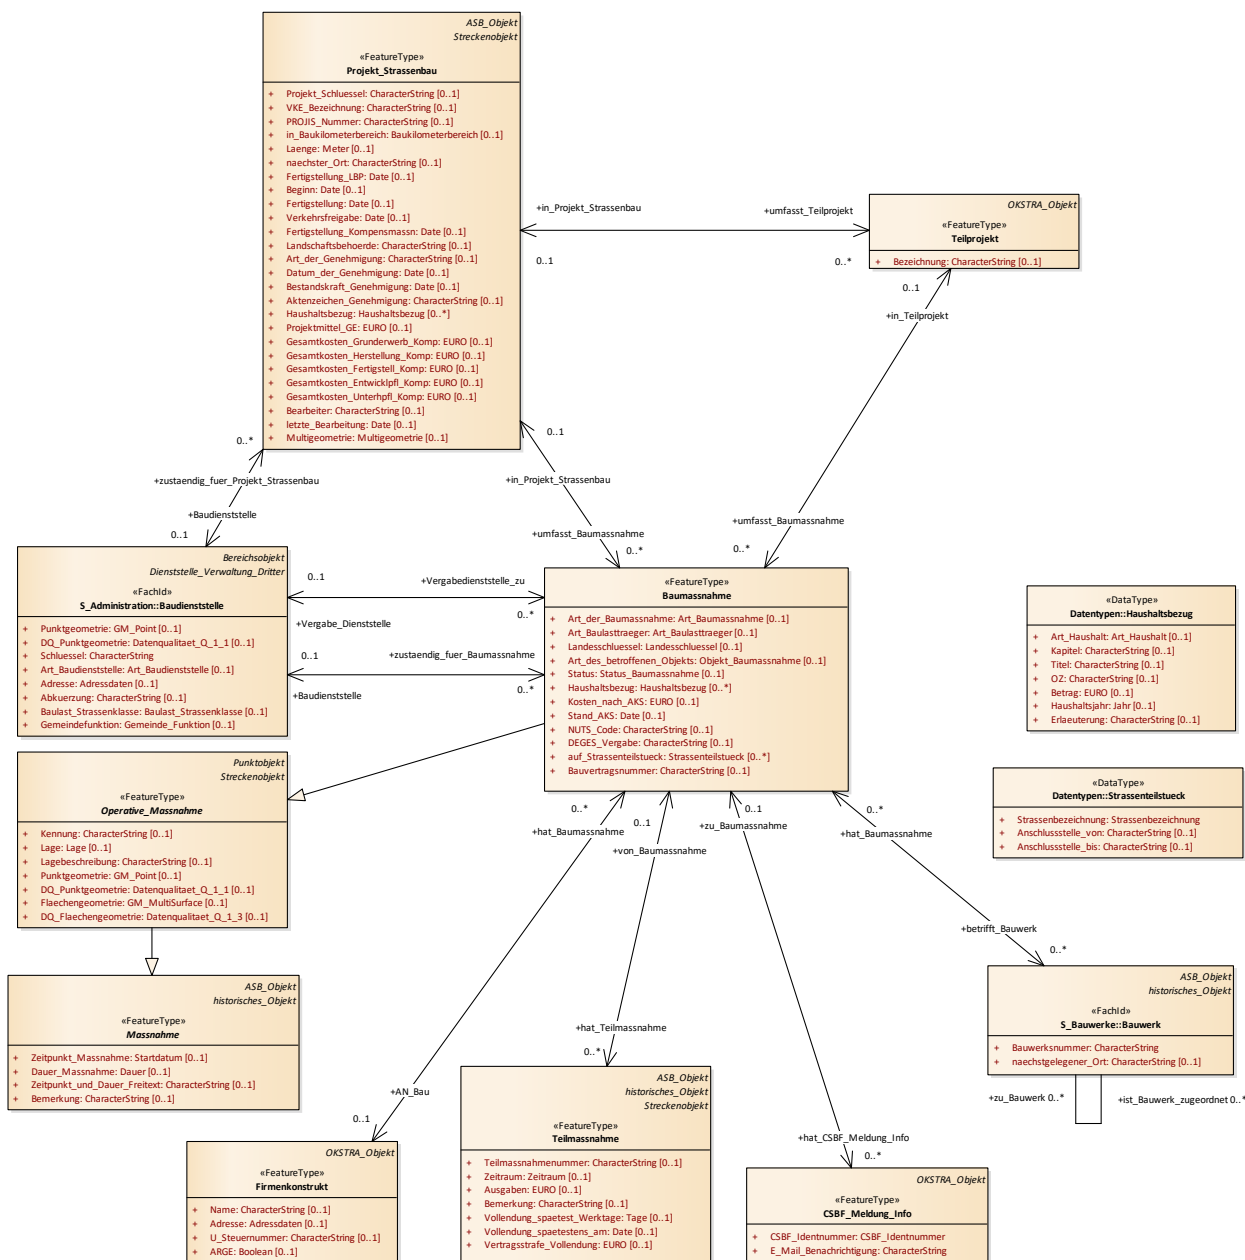 ASB_Objekt
Streckenobjekt
«FeatureType»
Projekt_Strassenbau
+ Projekt_Schluessel: CharacterString [0..1]
+ VKE_Bezeichnung: CharacterString [0..1]
+ PROJIS_Nummer: CharacterString [0..1]
+ in_Baukilometerbereich: Baukilometerbereich [0..1]
+ Laenge: Meter [0..1]
+ naechster_Ort: CharacterString [0..1]
+ Fertigstellung_LBP: Date [0..1]
+ Beginn: Date [0..1]
+ Fertigstellung: Date [0..1]
+ Verkehrsfreigabe: Date [0..1]
+ Fertigstellung_Kompensmassn: Date [0..1]
+ Landschaftsbehoerde: CharacterString [0..1]
+ Art_der_Genehmigung: CharacterString [0..1]
+ Datum_der_Genehmigung: Date [0..1]
+ Bestandskraft_Genehmigung: Date [0..1]
+ Aktenzeichen_Genehmigung: CharacterString [0..1]
+ Haushaltsbezug: Haushaltsbezug [0..*]
+ Projektmittel_GE: EURO [0..1]
+ Gesamtkosten_Grunderwerb_Komp: EURO [0..1]
+ Gesamtkosten_Herstellung_Komp: EURO [0..1]
+ Gesamtkosten_Fertigstell_Komp: EURO [0..1]
+ Gesamtkosten_Entwicklpfl_Komp: EURO [0..1]
+ Gesamtkosten_Unterhpfl_Komp: EURO [0..1]
+ Bearbeiter: CharacterString [0..1]
+ letzte_Bearbeitung: Date [0..1]
+ Multigeometrie: Multigeometrie [0..1]
+in_Projekt_Strassenbau
0..1
+umfasst_Teilprojekt
0..*
OKSTRA_Objekt
«FeatureType»
Teilprojekt
+ Bezeichnung: CharacterString [0..1]
0..1
+in_Teilprojekt
+umfasst_Baumassnahme
0..*
0..1
+in_Projekt_Strassenbau
+umfasst_Baumassnahme
0..*
0..*
+zustaendig_fuer_Projekt_Strassenbau
+Baudienststelle
0..1
Bereichsobjekt
Dienststelle_Verwaltung_Dritter
«FachId»
S_Administration::Baudienststelle
+ Punktgeometrie: GM_Point [0..1]
+ DQ_Punktgeometrie: Datenqualitaet_Q_1_1 [0..1]
+ Schluessel: CharacterString
+ Art_Baudienststelle: Art_Baudienststelle [0..1]
+ Adresse: Adressdaten [0..1]
+ Abkuerzung: CharacterString [0..1]
+ Baulast_Strassenklasse: Baulast_Strassenklasse [0..1]
+ Gemeindefunktion: Gemeinde_Funktion [0..1]
0..1
+Vergabe_Dienststelle
+Vergabedienststelle_zu
0..*
0..1
+Baudienststelle
+zustaendig_fuer_Baumassnahme
0..*
«FeatureType»
Baumassnahme
+ Art_der_Baumassnahme: Art_Baumassnahme [0..1]
+ Art_Baulasttraeger: Art_Baulasttraeger [0..1]
+ Landesschluessel: Landesschluessel [0..1]
+ Art_des_betroffenen_Objekts: Objekt_Baumassnahme [0..1]
+ Status: Status_Baumassnahme [0..1]
+ Haushaltsbezug: Haushaltsbezug [0..*]
+ Kosten_nach_AKS: EURO [0..1]
+ Stand_AKS: Date [0..1]
+ NUTS_Code: CharacterString [0..1]
+ DEGES_Vergabe: CharacterString [0..1]
+ auf_Strassenteilstueck: Strassenteilstueck [0..*]
+ Bauvertragsnummer: CharacterString [0..1]
«DataType»
Datentypen::Haushaltsbezug
+ Art_Haushalt: Art_Haushalt [0..1]
+ Kapitel: CharacterString [0..1]
+ Titel: CharacterString [0..1]
+ OZ: CharacterString [0..1]
+ Betrag: EURO [0..1]
+ Haushaltsjahr: Jahr [0..1]
+ Erlaeuterung: CharacterString [0..1]
«DataType»
Datentypen::Strassenteilstueck
+ Strassenbezeichnung: Strassenbezeichnung
+ Anschlussstelle_von: CharacterString [0..1]
+ Anschlussstelle_bis: CharacterString [0..1]
Punktobjekt
Streckenobjekt
«FeatureType»
Operative_Massnahme
+ Kennung: CharacterString [0..1]
+ Lage: Lage [0..1]
+ Lagebeschreibung: CharacterString [0..1]
+ Punktgeometrie: GM_Point [0..1]
+ DQ_Punktgeometrie: Datenqualitaet_Q_1_1 [0..1]
+ Flaechengeometrie: GM_MultiSurface [0..1]
+ DQ_Flaechengeometrie: Datenqualitaet_Q_1_3 [0..1]
ASB_Objekt
historisches_Objekt
«FeatureType»
Massnahme
+ Zeitpunkt_Massnahme: Startdatum [0..1]
+ Dauer_Massnahme: Dauer [0..1]
+ Zeitpunkt_und_Dauer_Freitext: CharacterString [0..1]
+ Bemerkung: CharacterString [0..1]
0..*
+hat_Baumassnahme
+AN_Bau
0..1
0..1
+von_Baumassnahme
+hat_Teilmassnahme
0..*
0..1
+zu_Baumassnahme
+hat_CSBF_Meldung_Info
0..*
0..*
+hat_Baumassnahme
+betrifft_Bauwerk
0..*
ASB_Objekt
historisches_Objekt
«FachId»
S_Bauwerke::Bauwerk
+ Bauwerksnummer: CharacterString
+ naechstgelegener_Ort: CharacterString [0..1]
+zu_Bauwerk 0..*
+ist_Bauwerk_zugeordnet 0..*
OKSTRA_Objekt
«FeatureType»
Firmenkonstrukt
+ Name: CharacterString [0..1]
+ Adresse: Adressdaten [0..1]
+ U_Steuernummer: CharacterString [0..1]
+ ARGE: Boolean [0..1]
ASB_Objekt
historisches_Objekt
Streckenobjekt
«FeatureType»
Teilmassnahme
+ Teilmassnahmenummer: CharacterString [0..1]
+ Zeitraum: Zeitraum [0..1]
+ Ausgaben: EURO [0..1]
+ Bemerkung: CharacterString [0..1]
+ Vollendung_spaetest_Werktage: Tage [0..1]
+ Vollendung_spaetestens_am: Date [0..1]
+ Vertragsstrafe_Vollendung: EURO [0..1]
OKSTRA_Objekt
«FeatureType»
CSBF_Meldung_Info
+ CSBF_Identnummer: CSBF_Identnummer
+ E_Mail_Benachrichtigung: CharacterString